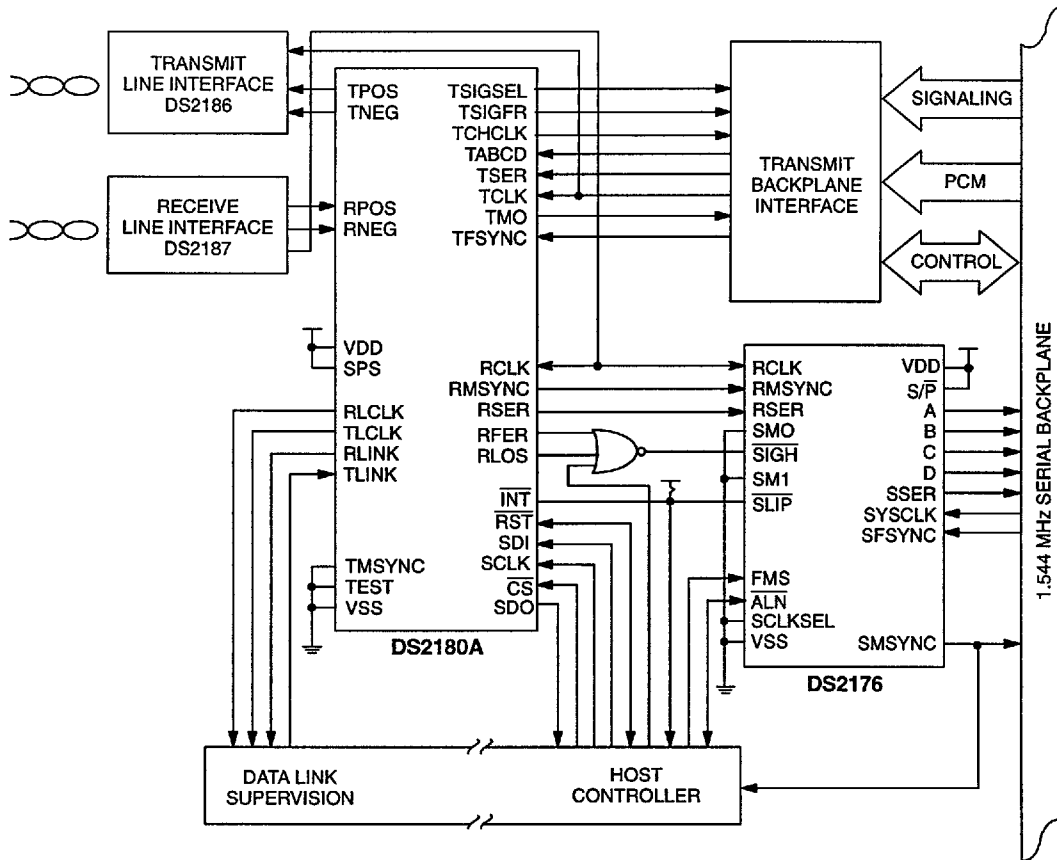 TRANSMIT
LINE INTERFACE
DS2186
RECEIVE
LINE INTERFACE
DS2187
TPOS
TNEG
RPOS
RNEG
VDD
SPS
RLCLK
TLCLK
RLINK
TLINK
TMSYNC
TEST
VSS
TSIGSEL
TSIGFR
TCHCLK
TABCD
TSER
TCLK
TMO
TFSYNC
RCLK
RMSYNC
RSER
RFER
RLOS
INT
RST
SDI
SCLK
CS
SDO
DS2180A
TRANSMIT
BACKPLANE
INTERFACE
SIGNALING
PCM
CONTROL
RCLK
RMSYNC
RSER
SMO
SIGH
SM1
SLIP
FMS
ALN
SCLKSEL
VSS
VDD
S/P
A
B
C
D
SSER
SYSCLK
SFSYNC
SMSYNC
DS2176
1.544 MHz SERIAL BACKPLANE
DATA LINK
SUPERVISION
HOST
CONTROLLER